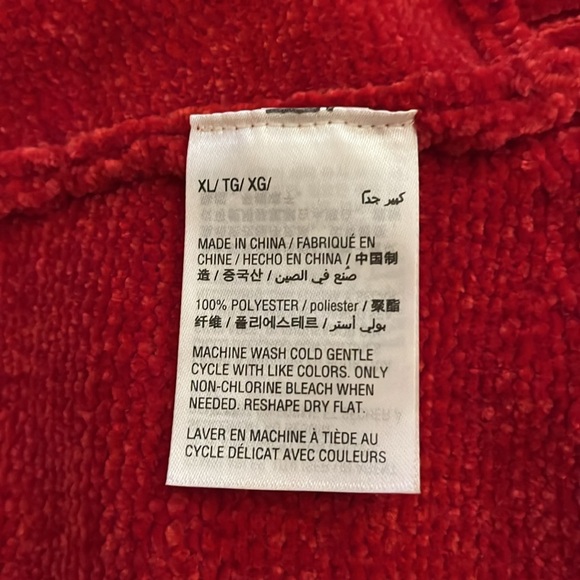 XL/ TG/ XG/ كبير جدًا
MADE IN CHINA / FABRIQUÉ EN
CHINE / HECHO EN CHINA / 中国制
造 / 중국산 / صُنع في الصين
100% POLYESTER / poliester / 聚酯
纤维 / 폴리에스테르 / بولي أستر
MACHINE WASH COLD GENTLE
CYCLE WITH LIKE COLORS. ONLY
NON-CHLORINE BLEACH WHEN
NEEDED. RESHAPE DRY FLAT.
LAVER EN MACHINE À TIÈDE AU
CYCLE DÉLICAT AVEC COULEURS